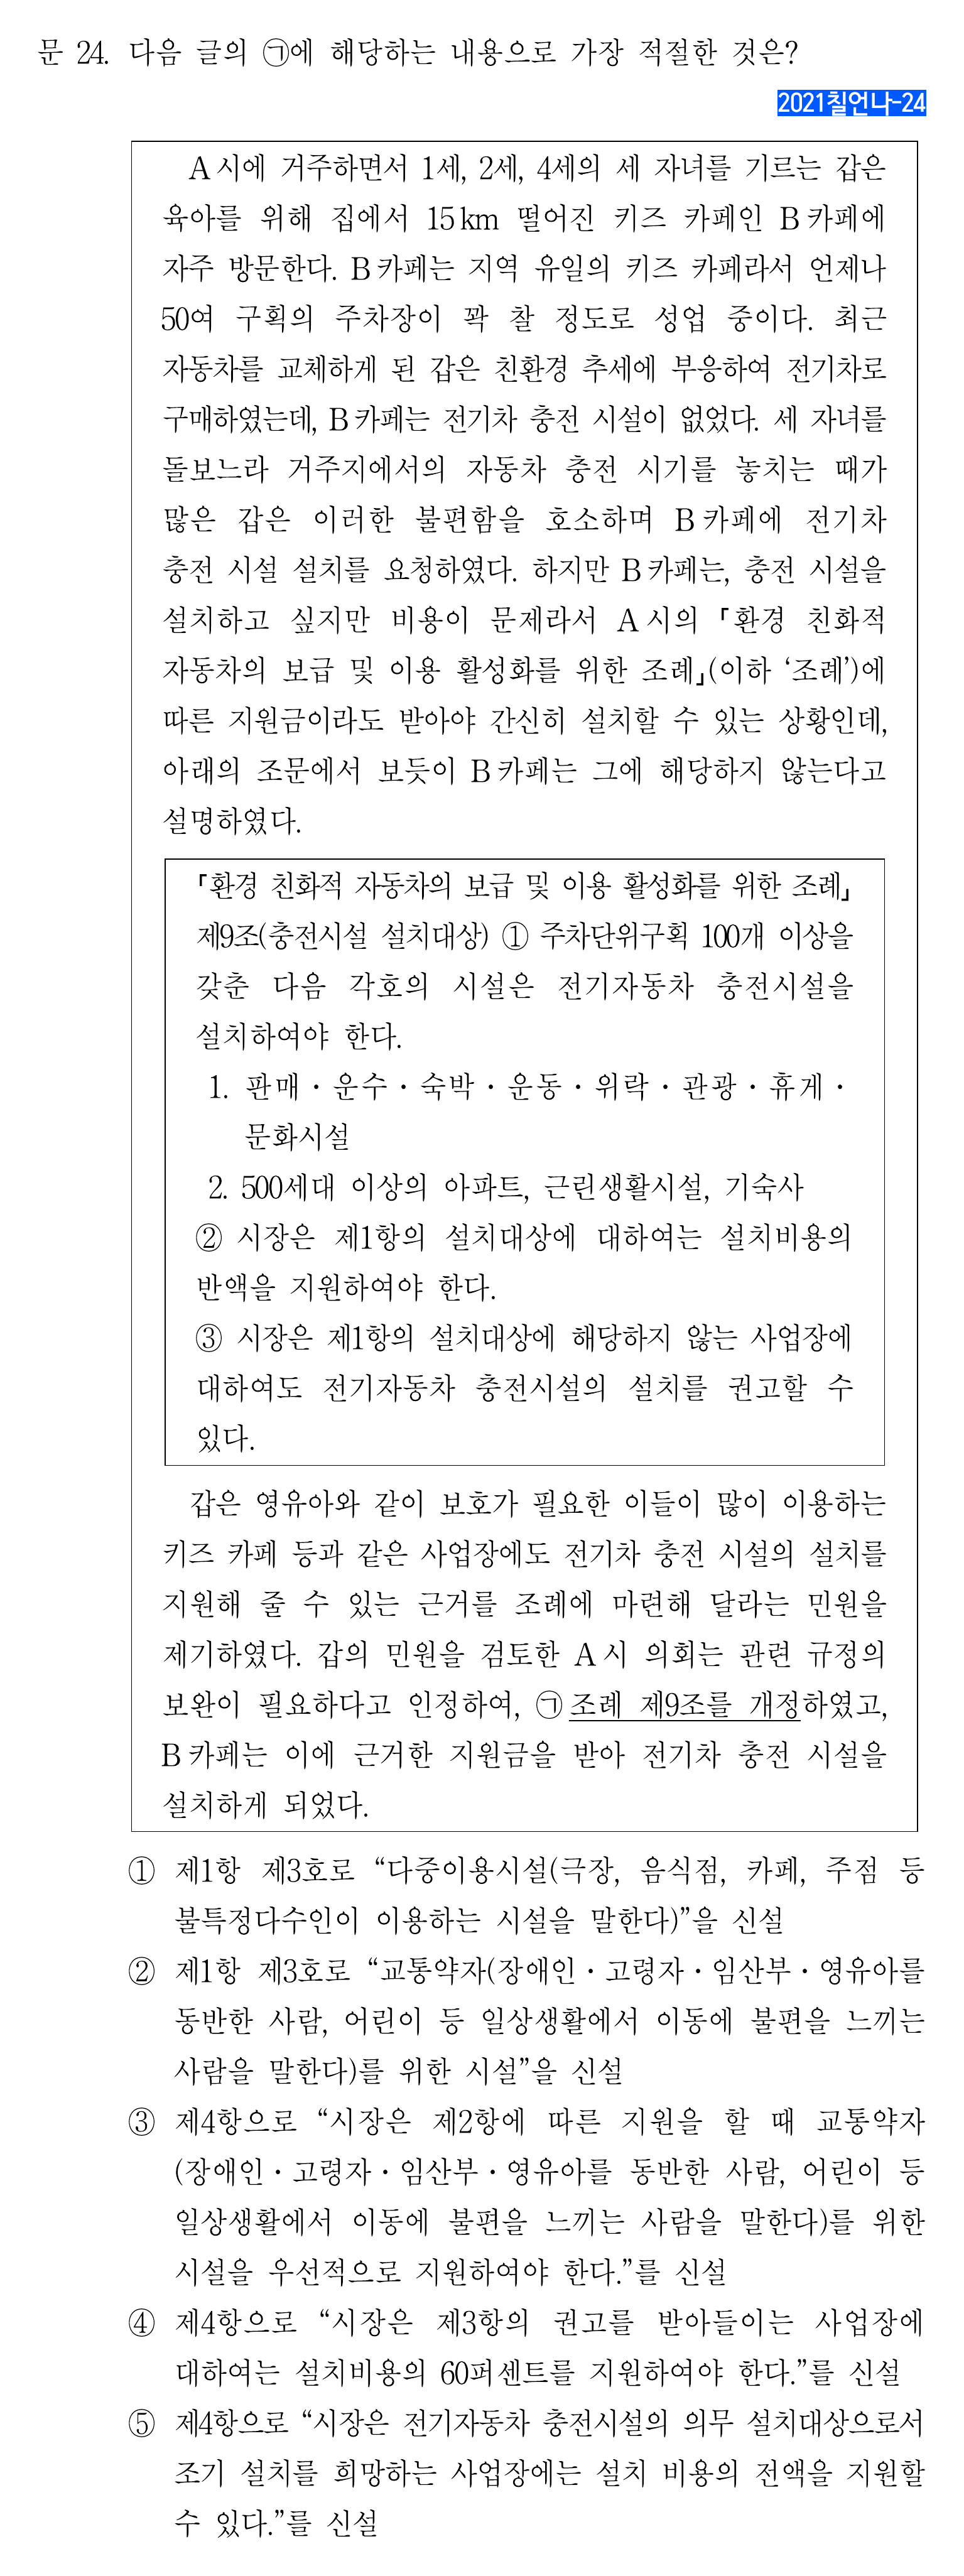 문 24. 다음 글의 ㉠에 해당하는 내용으로 가장 적절한 것은?
2021칠언나-24
A시에 거주하면서 1세, 2세, 4세의 세 자녀를 기르는 갑은
육아를 위해 집에서 15km 떨어진 키즈 카페인 B카페에
자주 방문한다. B카페는 지역 유일의 키즈 카페라서 언제나
50여 구획의 주차장이 꽉 찰 정도로 성업 중이다. 최근
자동차를 교체하게 된 갑은 친환경 추세에 부응하여 전기차로
구매하였는데, B카페는 전기차 충전 시설이 없었다. 세 자녀를
돌보느라 거주지에서의 자동차 충전 시기를 놓치는 때가
많은 갑은 이러한 불편함을 호소하며 B카페에 전기차
충전 시설 설치를 요청하였다. 하지만 B카페는, 충전 시설을
설치하고 싶지만 비용이 문제라서 A시의 「환경 친화적
자동차의 보급 및 이용 활성화를 위한 조례」(이하 ‘조례’)에
따른 지원금이라도 받아야 간신히 설치할 수 있는 상황인데,
아래의 조문에서 보듯이 B카페는 그에 해당하지 않는다고
설명하였다.
「환경 친화적 자동차의 보급 및 이용 활성화를 위한 조례」
제9조(충전시설 설치대상) ① 주차단위구획 100개 이상을
갖춘 다음 각호의 시설은 전기자동차 충전시설을
설치하여야 한다.
1. 판매・운수・숙박・운동・위락・관광・휴게・
문화시설
2. 500세대 이상의 아파트, 근린생활시설, 기숙사
② 시장은 제1항의 설치대상에 대하여는 설치비용의
반액을 지원하여야 한다.
③ 시장은 제1항의 설치대상에 해당하지 않는 사업장에
대하여도 전기자동차 충전시설의 설치를 권고할 수
있다.
갑은 영유아와 같이 보호가 필요한 이들이 많이 이용하는
키즈 카페 등과 같은 사업장에도 전기차 충전 시설의 설치를
지원해 줄 수 있는 근거를 조례에 마련해 달라는 민원을
제기하였다. 갑의 민원을 검토한 A시 의회는 관련 규정의
보완이 필요하다고 인정하여, ㉠조례 제9조를 개정하였고,
B카페는 이에 근거한 지원금을 받아 전기차 충전 시설을
설치하게 되었다.
① 제1항 제3호로 “다중이용시설(극장, 음식점, 카페, 주점 등
불특정다수인이 이용하는 시설을 말한다)”을 신설
② 제1항 제3호로 “교통약자(장애인・고령자・임산부・영유아를
동반한 사람, 어린이 등 일상생활에서 이동에 불편을 느끼는
사람을 말한다)를 위한 시설”을 신설
③ 제4항으로 “시장은 제2항에 따른 지원을 할 때 교통약자
(장애인・고령자・임산부・영유아를 동반한 사람, 어린이 등
일상생활에서 이동에 불편을 느끼는 사람을 말한다)를 위한
시설을 우선적으로 지원하여야 한다.”를 신설
④ 제4항으로 “시장은 제3항의 권고를 받아들이는 사업장에
대하여는 설치비용의 60퍼센트를 지원하여야 한다.”를 신설
⑤ 제4항으로 “시장은 전기자동차 충전시설의 의무 설치대상으로서
조기 설치를 희망하는 사업장에는 설치 비용의 전액을 지원할
수 있다.”를 신설